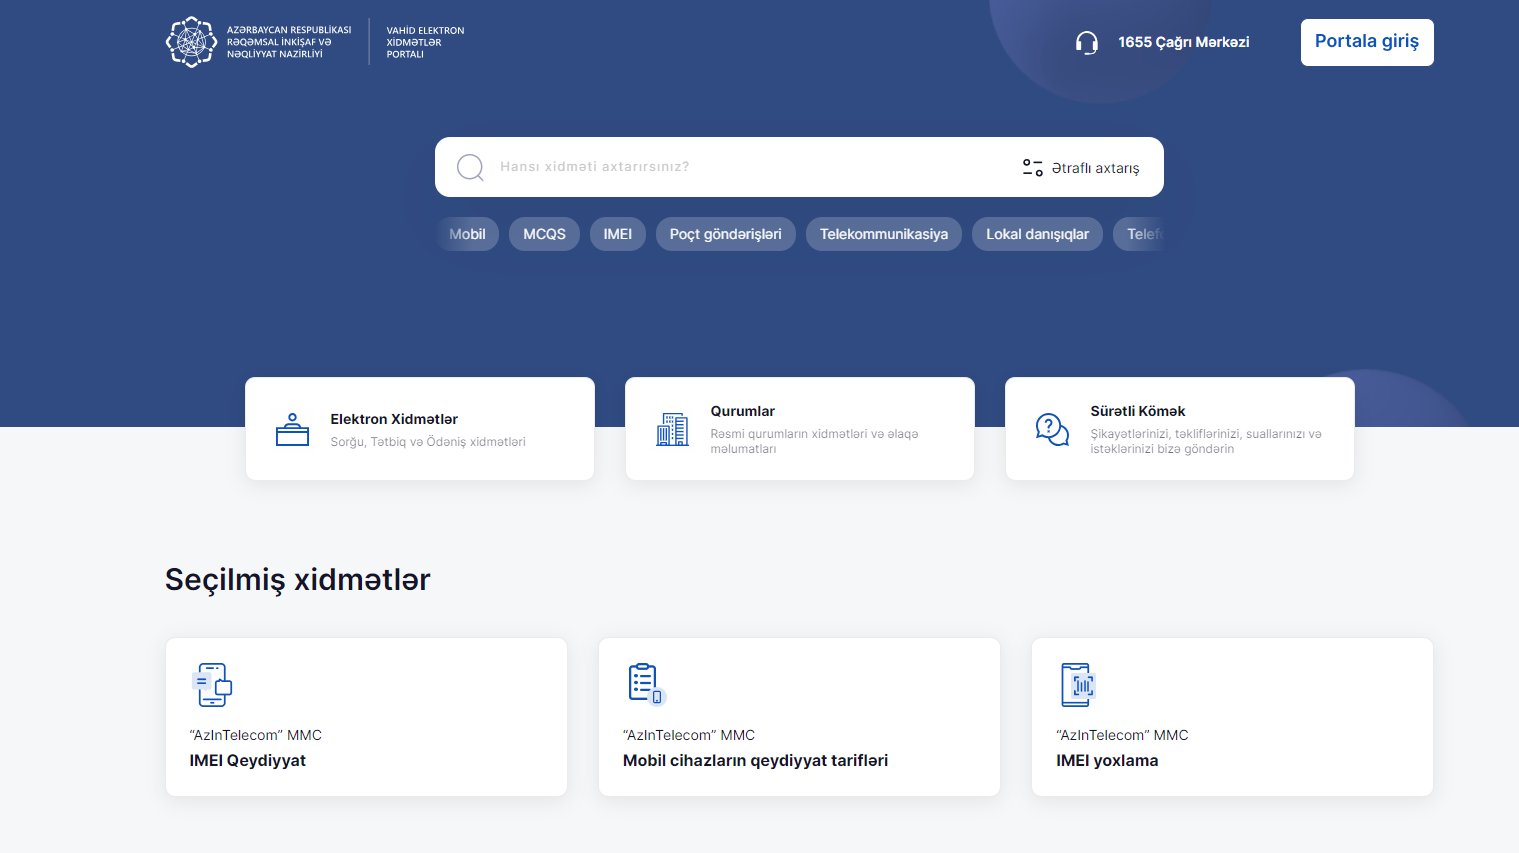 AZƏRBAYCAN RESPUBLİKASI
RƏQƏMSAL İNKİŞAF VƏ
NƏQLİYYAT NAZİRLİYİ
VAHİD ELEKTRON
XİDMƏTLƏR
PORTALI
1655 Çağrı Mərkəzi
Portala giriş
Hansı xidməti axtarırsınız?
Ətraflı axtarış
Mobil
MCQS
IMEI
Poçt göndərişləri
Telekommunikasiya
Lokal danışıqlar
Elektron Xidmətlər
Sorğu, Tətbiq və Ödəniş xidmətləri
Qurumlar
Rəsmi qurumların xidmətləri və əlaqə
məlumatları
Sürətli Kömək
Şikayətlərinizi, təkliflərinizi, suallarınızı və
istəklərinizi bizə göndərin
Seçilmiş xidmətlər
“AzInTelecom” MMC
IMEI Qeydiyyat
“AzInTelecom” MMC
Mobil cihazların qeydiyyat tarifləri
“AzInTelecom” MMC
IMEI yoxlama